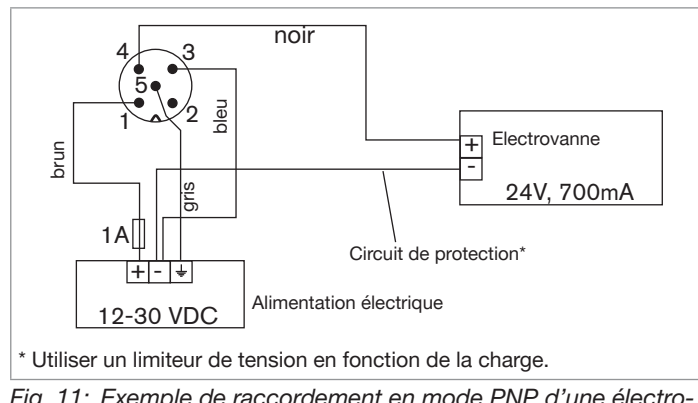 noir
4
3
5
1
2
brun
bleu
gris
1A
+
-
Electrovanne
24V, 700mA
Circuit de protection*
+ -
12-30 VDC
Alimentation électrique
* Utiliser un limiteur de tension en fonction de la charge.
Fig. 11: Exemple de raccordement en mode PNP d'une électro-